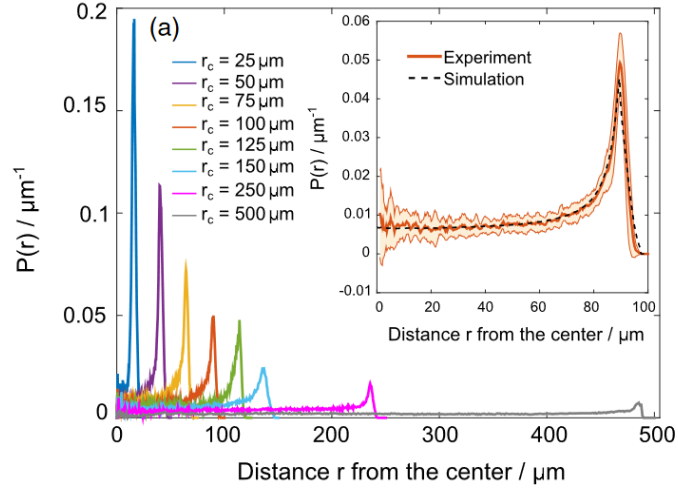 (a)
0.2
0.15
0.1
0.05
0
P(r) / µm⁻¹
r_c = 25 µm
r_c = 50 µm
r_c = 75 µm
r_c = 100 µm
r_c = 125 µm
r_c = 150 µm
r_c = 250 µm
r_c = 500 µm
0 100 200 300 400 500
Distance r from the center / µm
0.06
0.05
0.04
0.03
0.02
0.01
0
-0.01
P(r) / µm⁻¹
Experiment
Simulation
0 20 40 60 80 100
Distance r from the center / µm